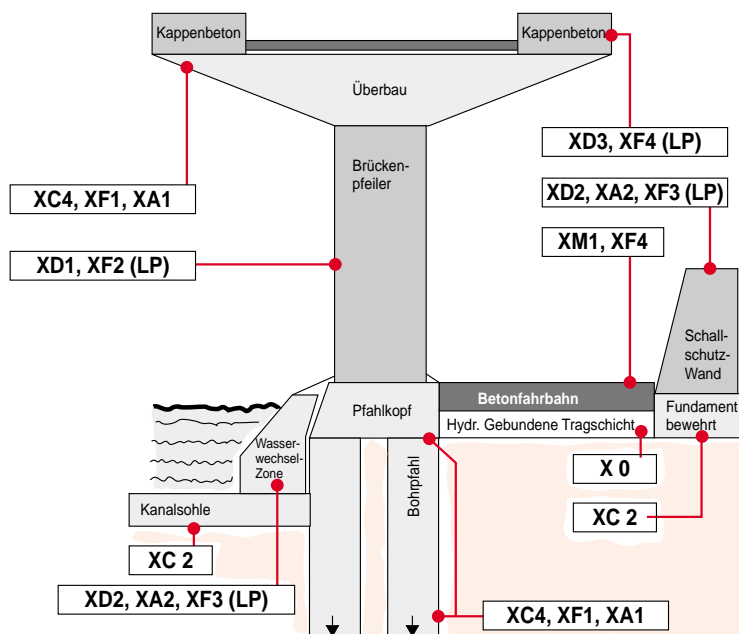 Kappenbeton
Kappenbeton
Überbau
XD3, XF4 (LP)
Brücken-
pfeiler
XC4, XF1, XA1
XD2, XA2, XF3 (LP)
XM1, XF4
XD1, XF2 (LP)
Schall-
schutz-
Wand
Betonfahrbahn
Pfahlkopf
Fundament
bewehrt
Hydr. Gebundene Tragschicht
Wasser-
wechsel-
Zone
Bohrpfahl
X 0
Kanalsohle
XC 2
XC 2
XD2, XA2, XF3 (LP)
XC4, XF1, XA1